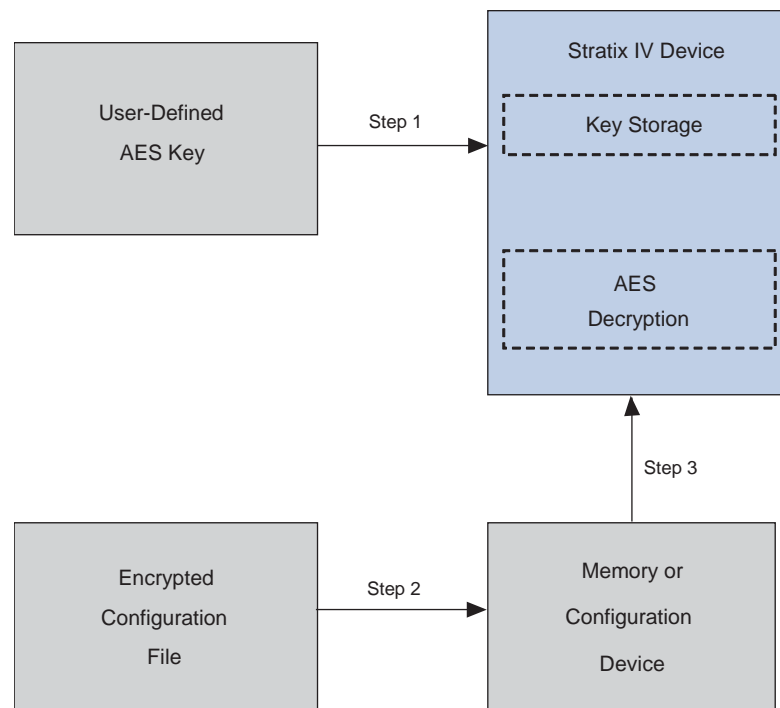 Stratix IV Device
User-Defined
AES Key
Step 1
Key Storage
AES
Decryption
Step 3
Encrypted
Configuration
File
Step 2
Memory or
Configuration
Device